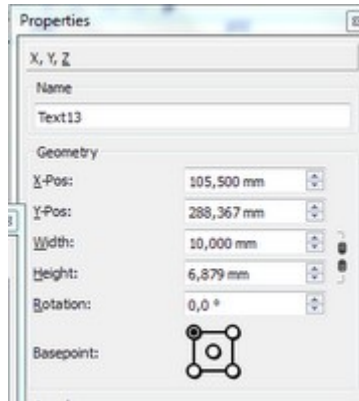 Properties
X, Y, Z
Name
Text13
Geometry
X-Pos: 105,500 mm
Y-Pos: 288,367 mm
Width: 10,000 mm
Height: 6,879 mm
Rotation: 0,0 °
Basepoint: